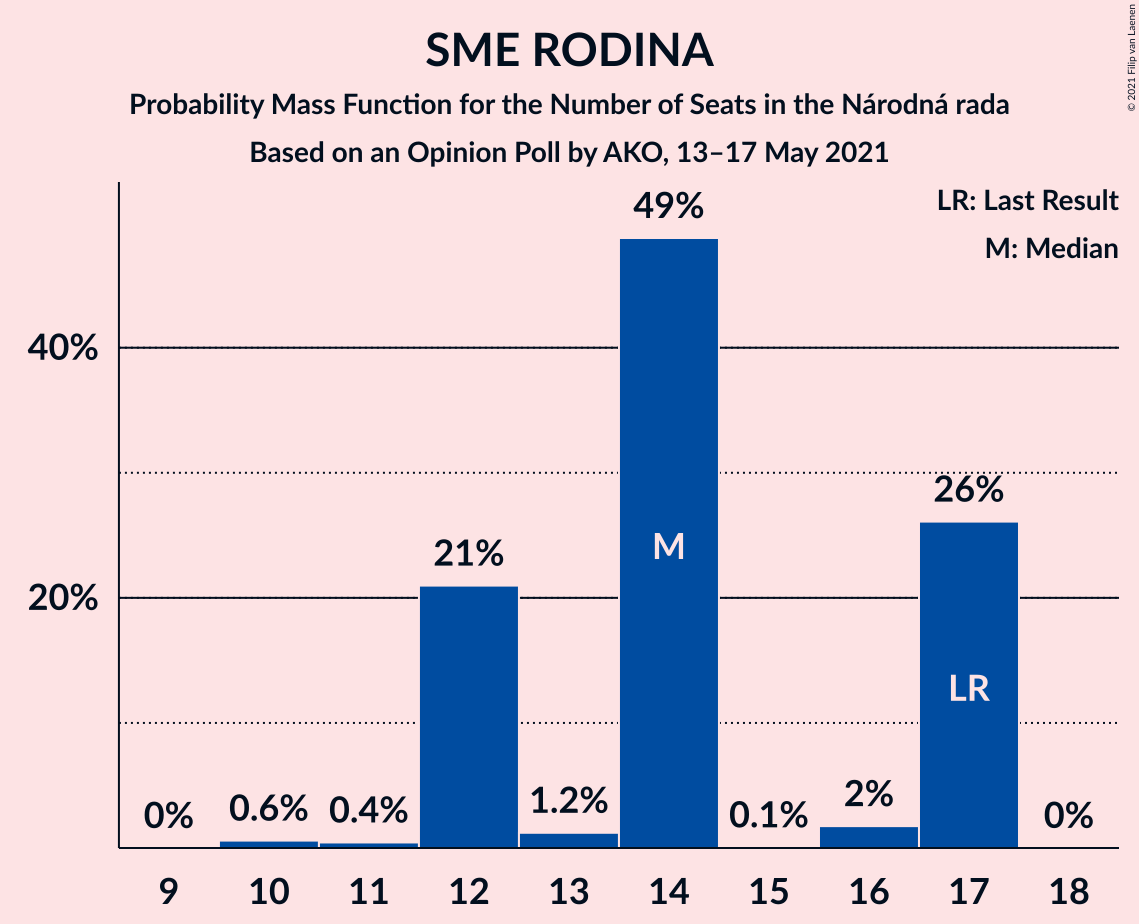 SME RODINA
Probability Mass Function for the Number of Seats in the Národná rada
Based on an Opinion Poll by AKO, 13–17 May 2021
© 2021 Filip van Laenen
LR: Last Result
M: Median
49%
40%
26%
M
21%
20%
LR
0%
0.6%
0.4%
1.2%
0.1%
2%
0%
9
10
11
12
13
14
15
16
17
18